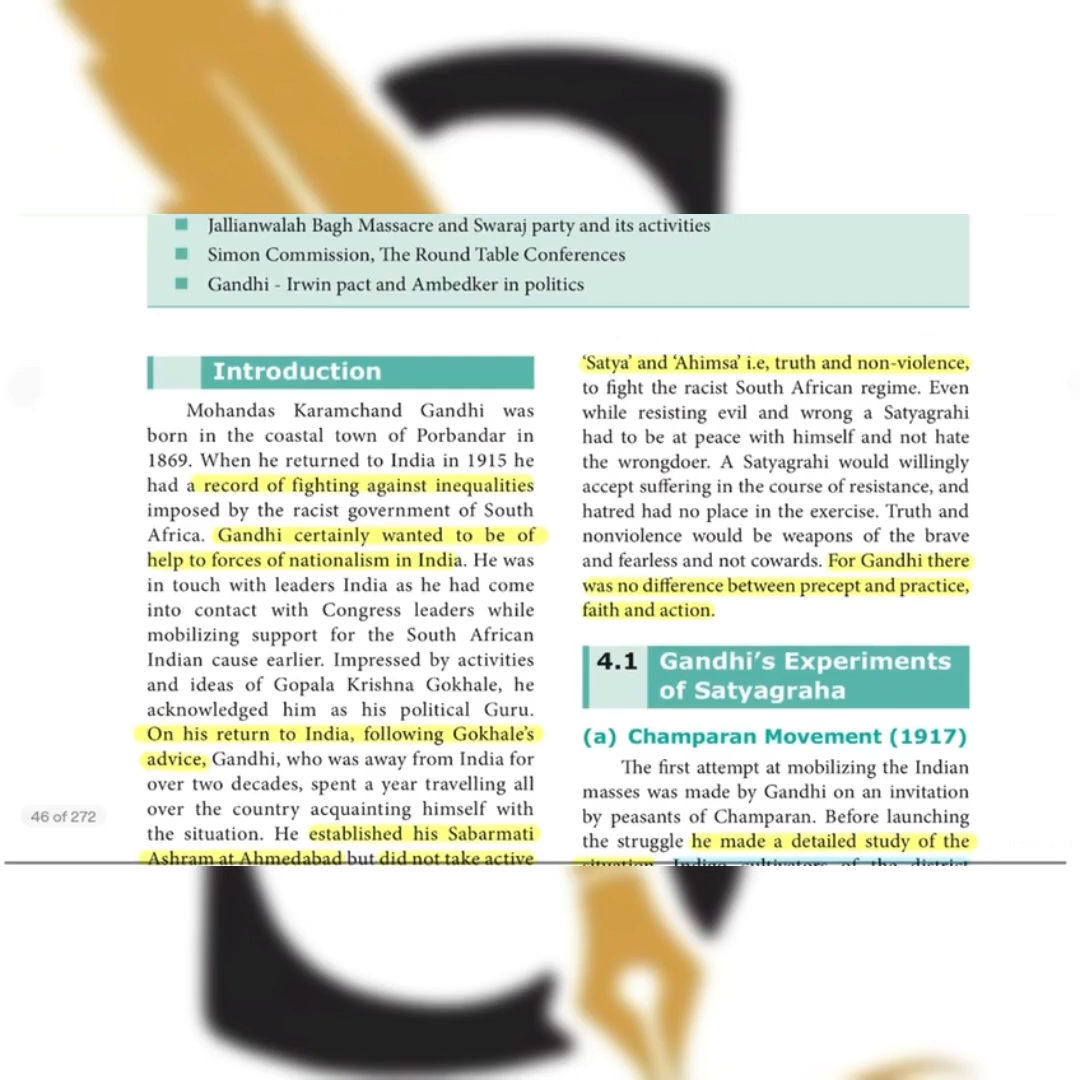 Jallianwalah Bagh Massacre and Swaraj party and its activities
Simon Commission, The Round Table Conferences
Gandhi - Irwin pact and Ambedker in politics
Introduction
Mohandas Karamchand Gandhi was
born in the coastal town of Porbandar in
1869. When he returned to India in 1915 he
had a record of fighting against inequalities
imposed by the racist government of South
Africa. Gandhi certainly wanted to be of
help to forces of nationalism in India. He was
in touch with leaders India as he had come
into contact with Congress leaders while
mobilizing support for the South African
Indian cause earlier. Impressed by activities
and ideas of Gopala Krishna Gokhale, he
acknowledged him as his political Guru.
On his return to India, following Gokhale's
advice, Gandhi, who was away from India for
over two decades, spent a year travelling all
over the country acquainting himself with
the situation. He established his Sabarmati
Ashram at Ahmedabad but did not take active
'Satya' and 'Ahimsa' i.e, truth and non-violence,
to fight the racist South African regime. Even
while resisting evil and wrong a Satyagrahi
had to be at peace with himself and not hate
the wrongdoer. A Satyagrahi would willingly
accept suffering in the course of resistance, and
hatred had no place in the exercise. Truth and
nonviolence would be weapons of the brave
and fearless and not cowards. For Gandhi there
was no difference between precept and practice,
faith and action.
4.1 Gandhi's Experiments
of Satyagraha
(a) Champaran Movement (1917)
The first attempt at mobilizing the Indian
masses was made by Gandhi on an invitation
by peasants of Champaran. Before launching
the struggle he made a detailed study of the
situation. Indigo cultivators of the district
46 of 272